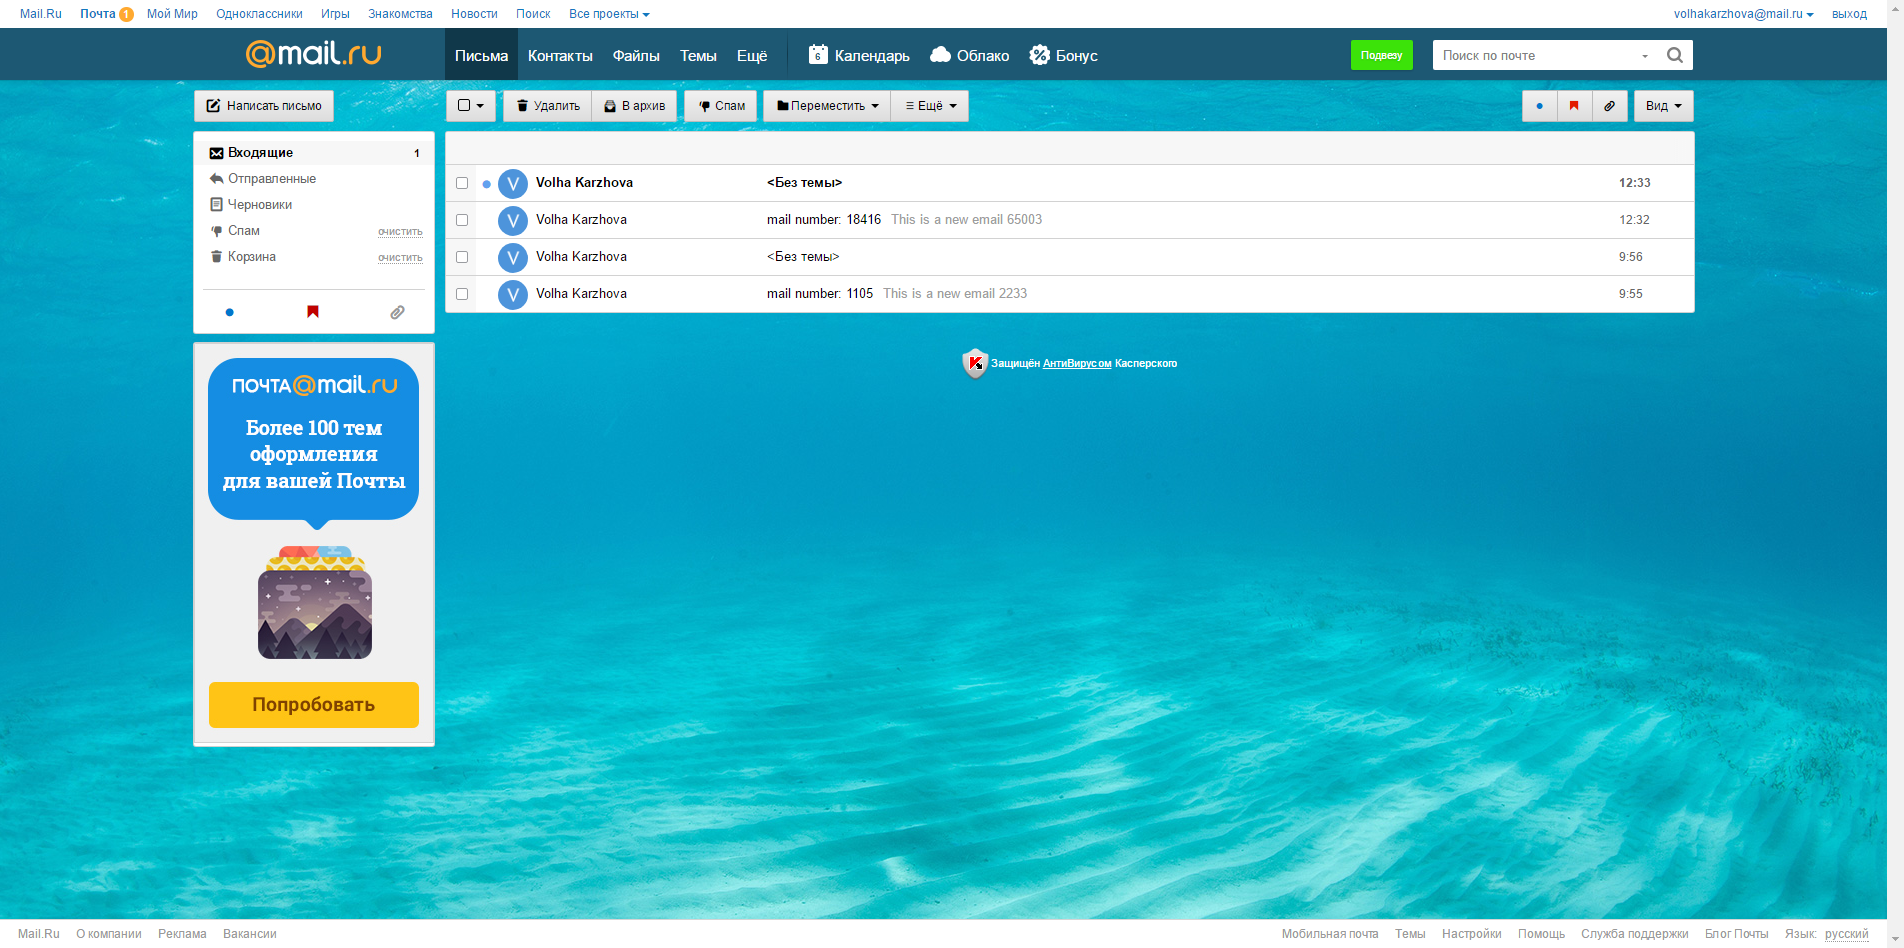 Mail.Ru Почта 1 Мой Мир Одноклассники Игры Знакомства Новости Поиск Все проекты volhakarzhova@mail.ru выход
@mail.ru Письма Контакты Файлы Темы Ещё 6 Календарь Облако Бонус Подвезу Поиск по почте
Написать письмо Удалить В архив Спам Переместить Ещё Вид
Входящие 1
Отправленные
Черновики
Спам очистить
Корзина очистить
Volha Karzhova <Без темы> 12:33
Volha Karzhova mail number: 18416 This is a new email 65003 12:32
Volha Karzhova <Без темы> 9:56
Volha Karzhova mail number: 1105 This is a new email 2233 9:55
Защищён АнтиВирусом Касперского
ПОЧТА@mail.ru
Более 100 тем
оформления
для вашей Почты
Попробовать
Mail.Ru О компании Реклама Вакансии Мобильная почта Темы Настройки Помощь Служба поддержки Блог Почты Язык: русский